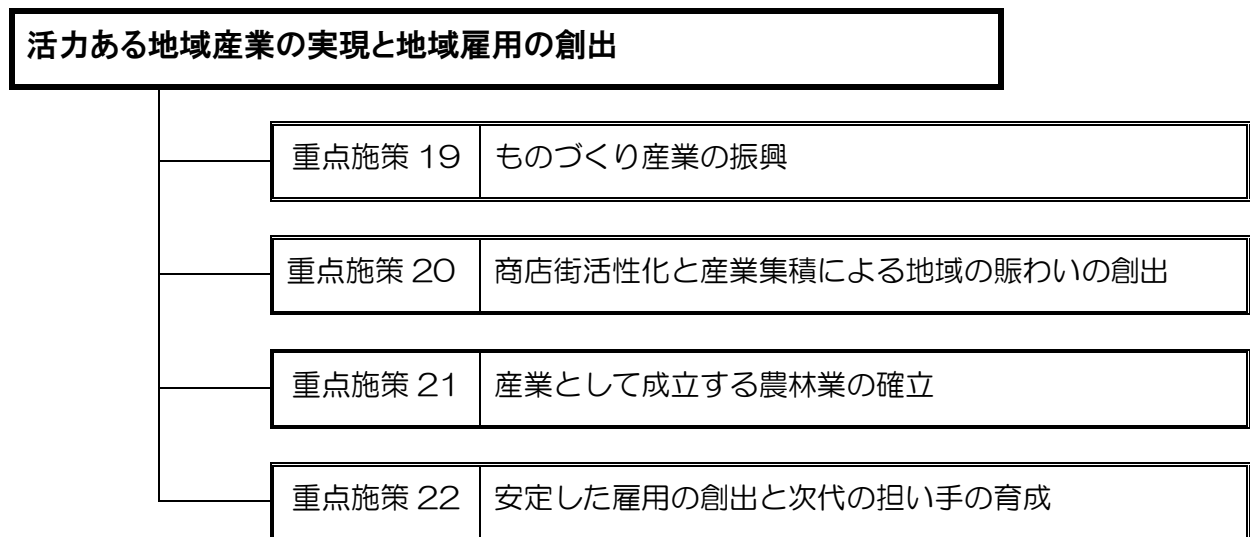 活力ある地域産業の実現と地域雇用の創出
重点施策 19 ものづくり産業の振興
重点施策 20 商店街活性化と産業集積による地域の賑わいの創出
重点施策 21 産業として成立する農林業の確立
重点施策 22 安定した雇用の創出と次代の担い手の育成